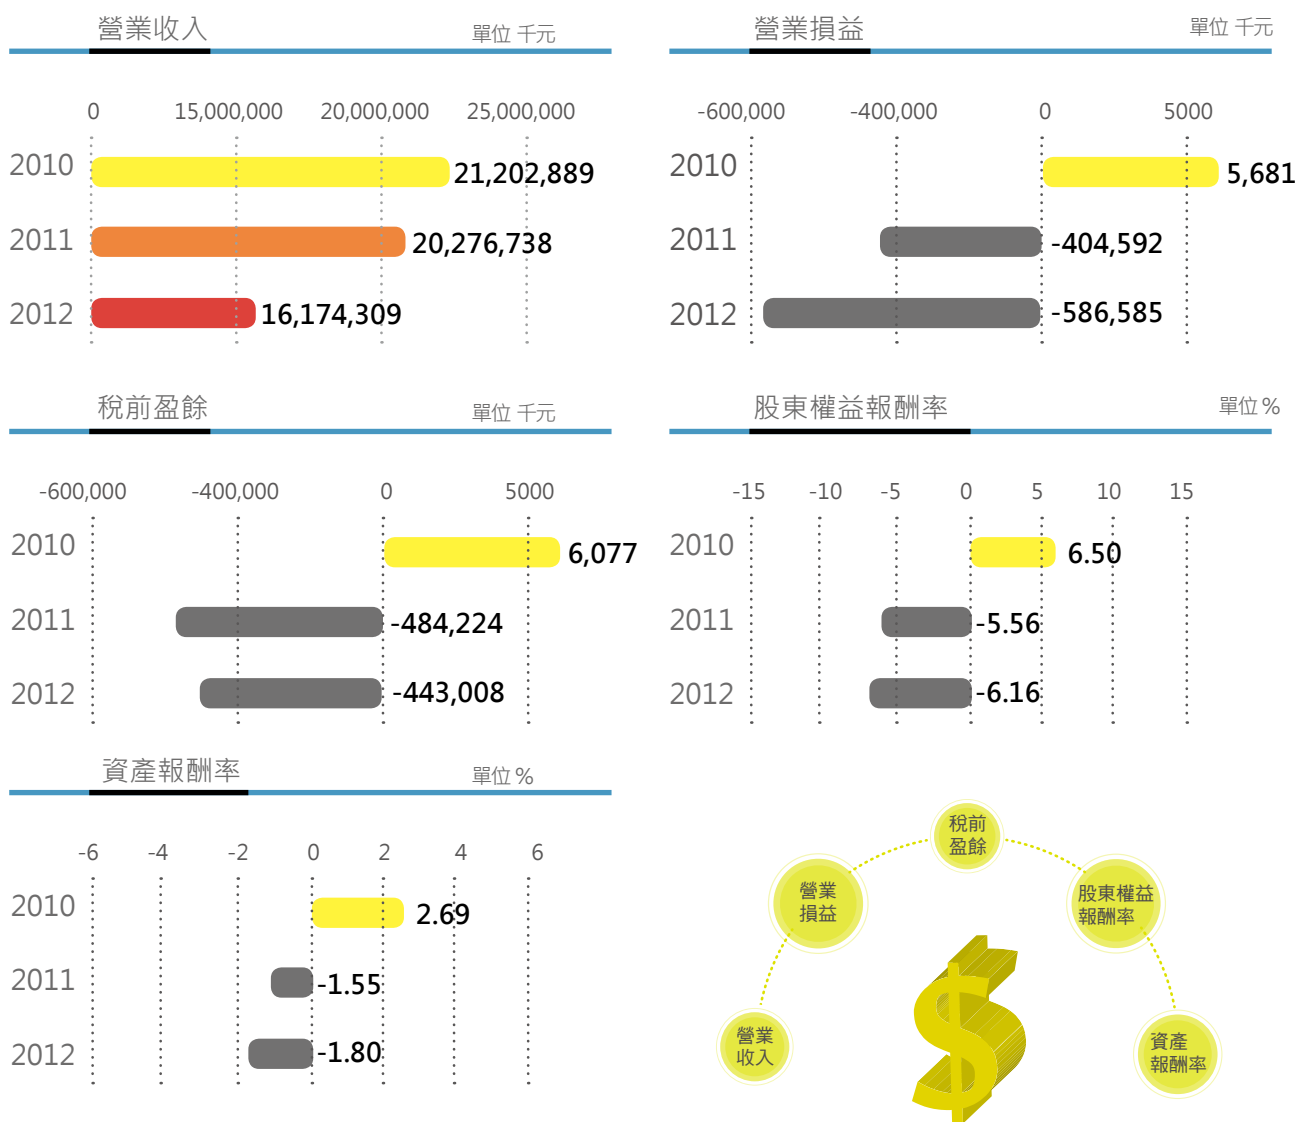 營業收入
單位 千元
0 15,000,000 20,000,000 25,000,000
2010 21,202,889
2011 20,276,738
2012 16,174,309
營業損益
單位 千元
-600,000 -400,000 0 5000
2010 5,681
2011 -404,592
2012 -586,585
稅前盈餘
單位 千元
-600,000 -400,000 0 5000
2010 6,077
2011 -484,224
2012 -443,008
股東權益報酬率
單位 %
-15 -10 -5 0 5 10 15
2010 6.50
2011 -5.56
2012 -6.16
資產報酬率
單位 %
-6 -4 -2 0 2 4 6
2010 2.69
2011 -1.55
2012 -1.80
營業
收入
營業
損益
稅前
盈餘
股東權益
報酬率
資產
報酬率
$